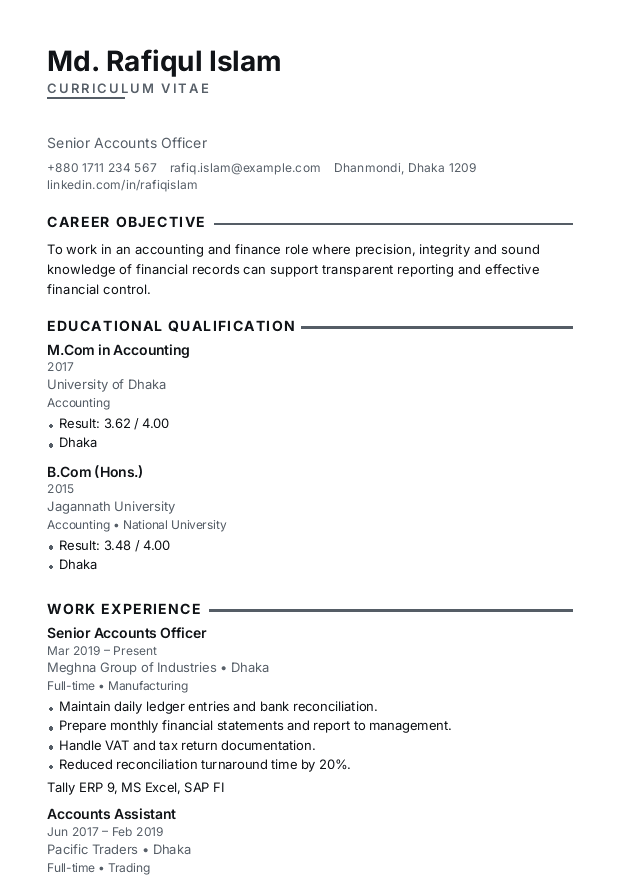 Md. Rafiqul Islam
CURRICULUM VITAE
Senior Accounts Officer
+880 1711 234 567 rafiq.islam@example.com Dhanmondi, Dhaka 1209
linkedin.com/in/rafiqislam
CAREER OBJECTIVE
To work in an accounting and finance role where precision, integrity and sound
knowledge of financial records can support transparent reporting and effective
financial control.
EDUCATIONAL QUALIFICATION
M.Com in Accounting
2017
University of Dhaka
Accounting
• Result: 3.62 / 4.00
• Dhaka
B.Com (Hons.)
2015
Jagannath University
Accounting • National University
• Result: 3.48 / 4.00
• Dhaka
WORK EXPERIENCE
Senior Accounts Officer
Mar 2019 – Present
Meghna Group of Industries • Dhaka
Full-time • Manufacturing
• Maintain daily ledger entries and bank reconciliation.
• Prepare monthly financial statements and report to management.
• Handle VAT and tax return documentation.
• Reduced reconciliation turnaround time by 20%.
Tally ERP 9, MS Excel, SAP FI
Accounts Assistant
Jun 2017 – Feb 2019
Pacific Traders • Dhaka
Full-time • Trading